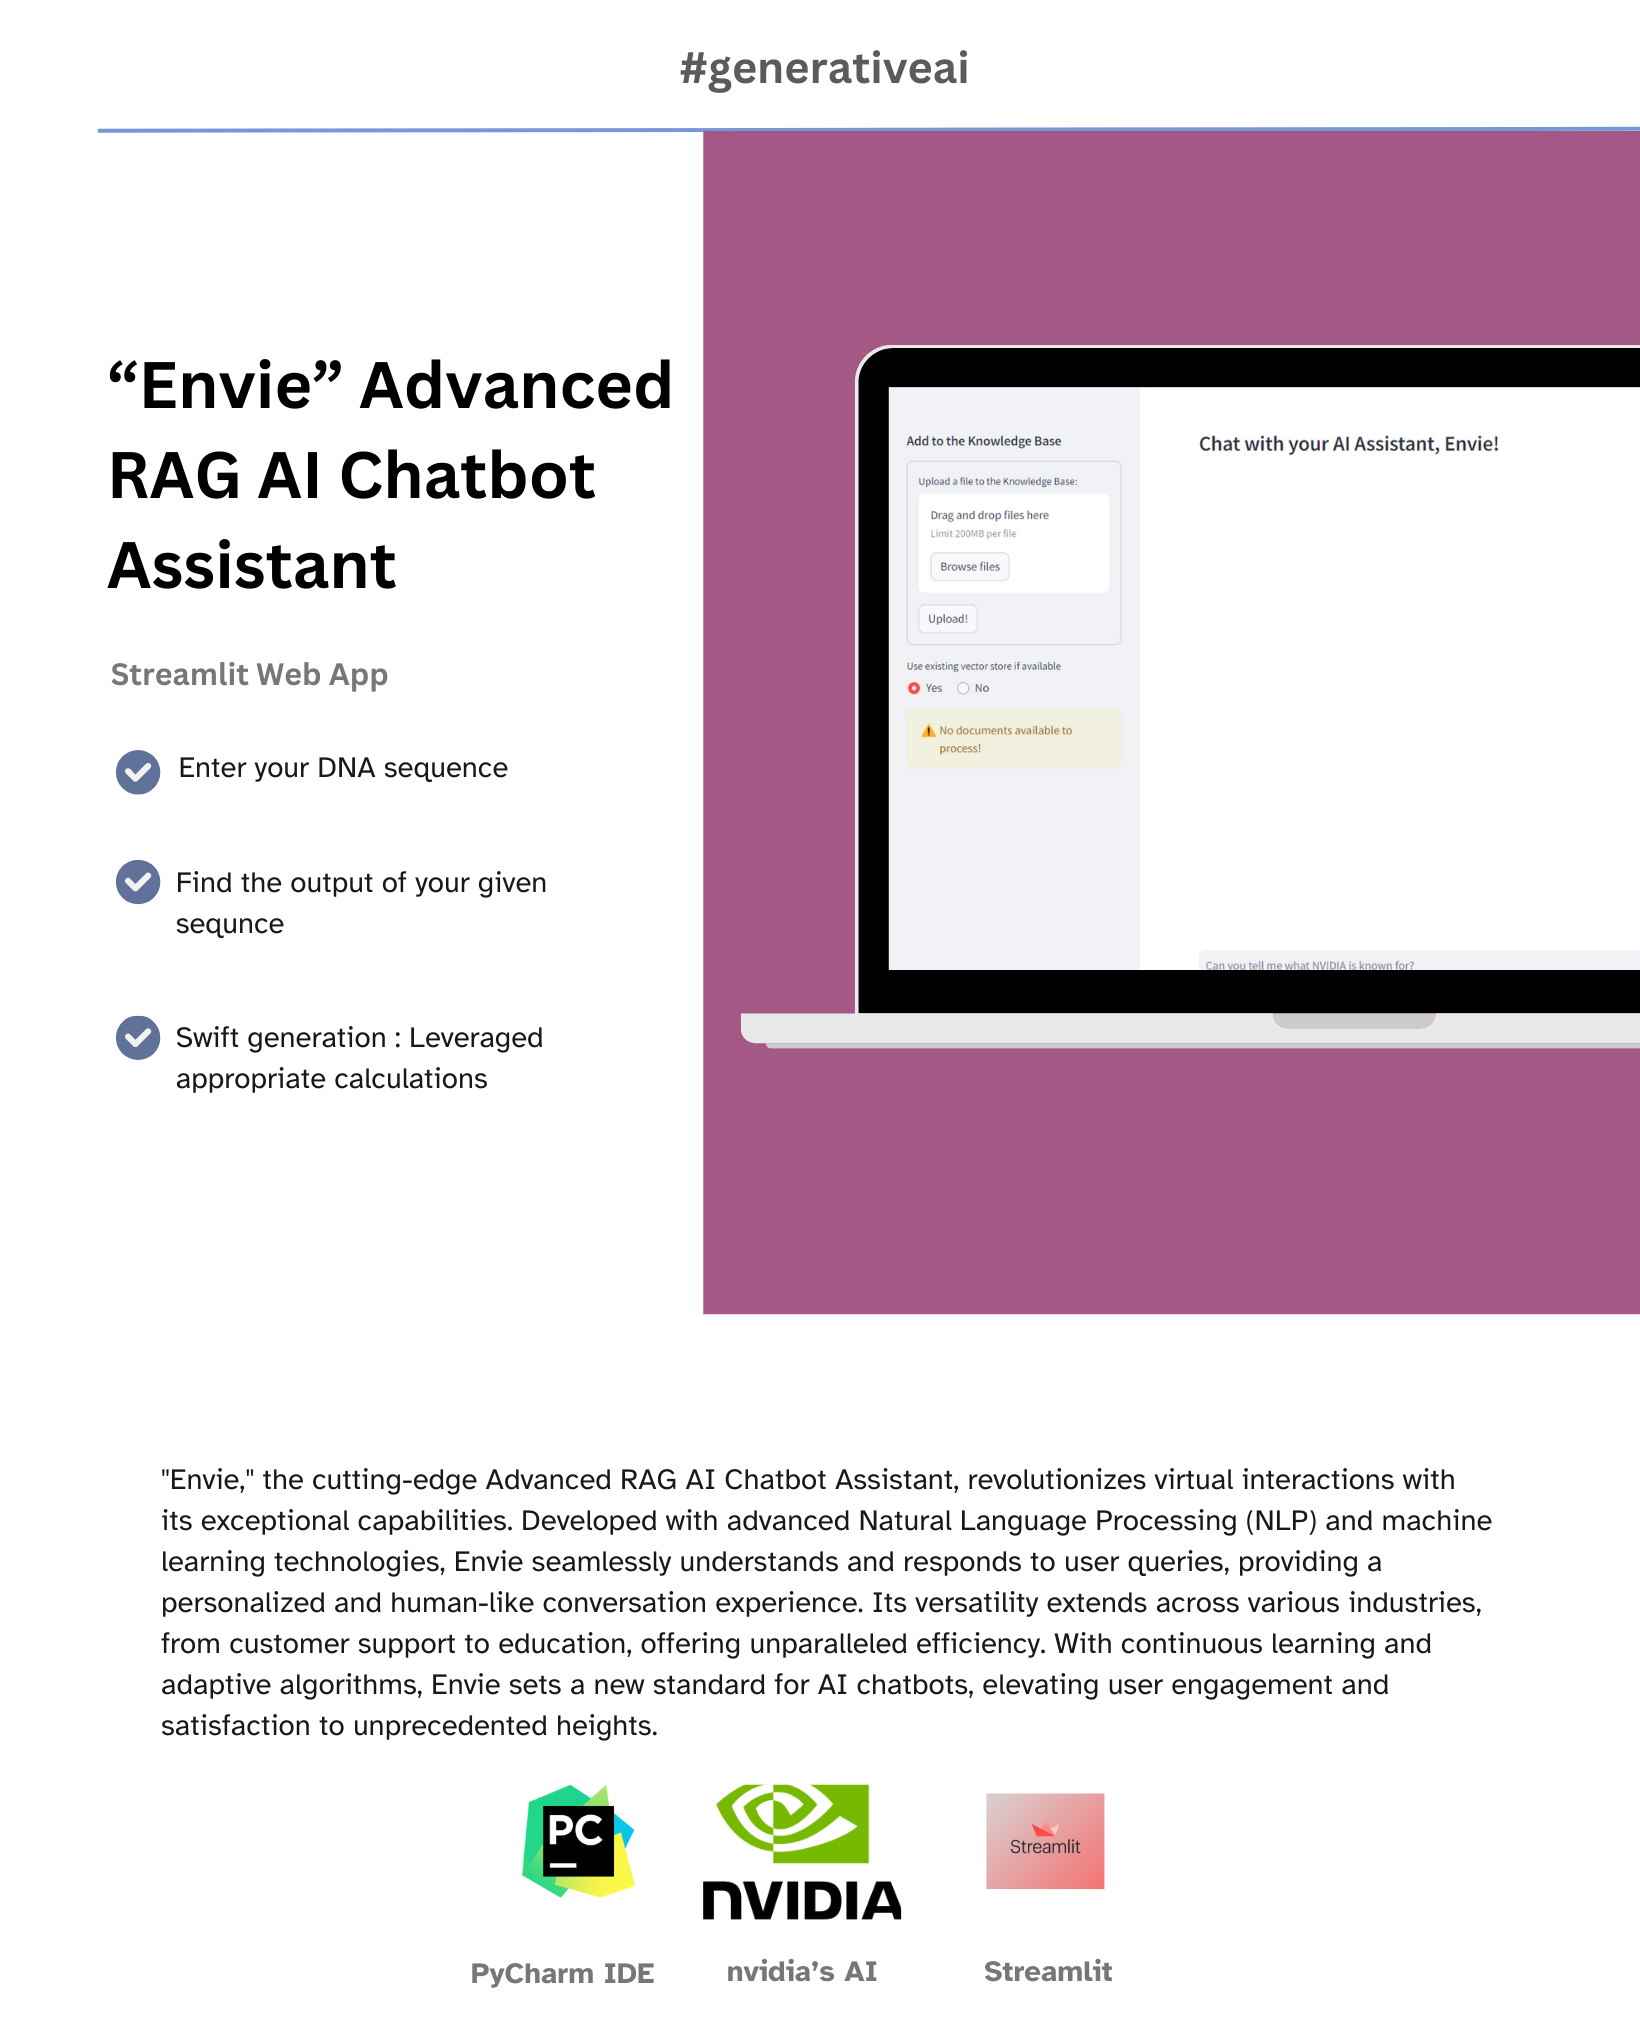 #generativeai
“Envie” Advanced
RAG AI Chatbot
Assistant
Streamlit Web App
Enter your DNA sequence
Find the output of your given
sequnce
Swift generation : Leveraged
appropriate calculations
Add to the Knowledge Base
Upload a file to the Knowledge Base:
Drag and drop files here
Limit 200MB per file
Browse files
Upload!
Use existing vector store if available
Yes No
No documents available to
process!
Chat with your AI Assistant, Envie!
Can you tell me what NVIDIA is known for?
"Envie," the cutting-edge Advanced RAG AI Chatbot Assistant, revolutionizes virtual interactions with
its exceptional capabilities. Developed with advanced Natural Language Processing (NLP) and machine
learning technologies, Envie seamlessly understands and responds to user queries, providing a
personalized and human-like conversation experience. Its versatility extends across various industries,
from customer support to education, offering unparalleled efficiency. With continuous learning and
adaptive algorithms, Envie sets a new standard for AI chatbots, elevating user engagement and
satisfaction to unprecedented heights.
PC
NVIDIA
Streamlit
PyCharm IDE
nvidia’s AI
Streamlit